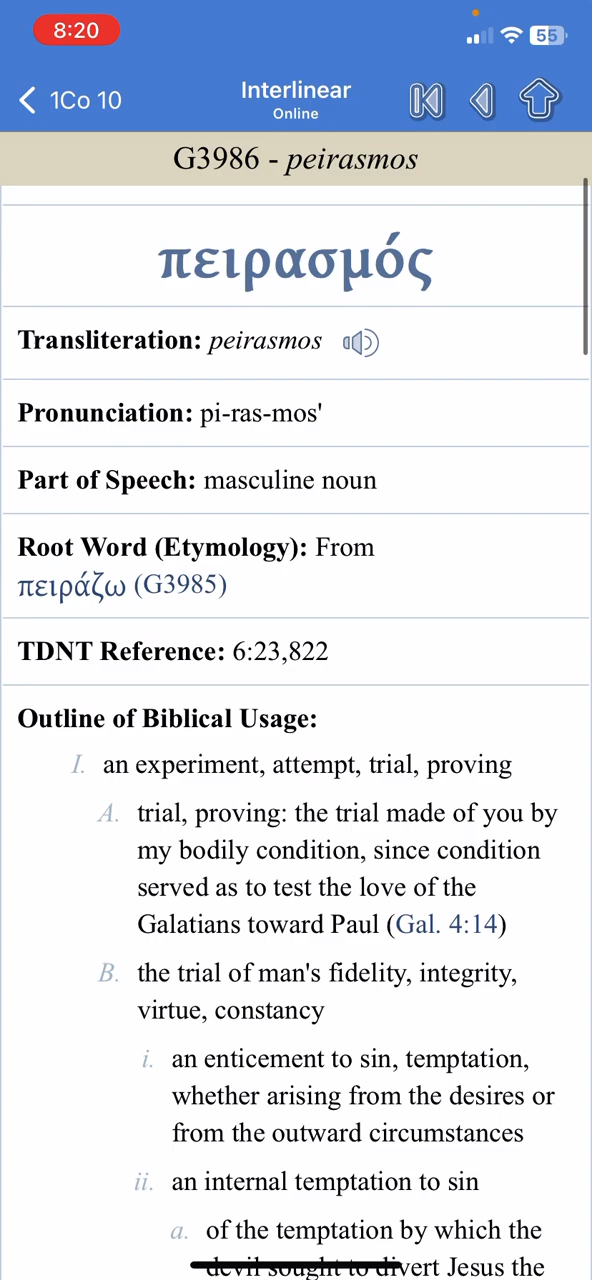 8:20
55
1Co 10
Interlinear
Online
G3986 - peirasmos
πειρασμός
Transliteration: peirasmos
Pronunciation: pi-ras-mos'
Part of Speech: masculine noun
Root Word (Etymology): From
πειράζω (G3985)
TDNT Reference: 6:23,822
Outline of Biblical Usage:
I. an experiment, attempt, trial, proving
A. trial, proving: the trial made of you by
my bodily condition, since condition
served as to test the love of the
Galatians toward Paul (Gal. 4:14)
B. the trial of man's fidelity, integrity,
virtue, constancy
i. an enticement to sin, temptation,
whether arising from the desires or
from the outward circumstances
ii. an internal temptation to sin
a. of the temptation by which the
devil sought to divert Jesus the